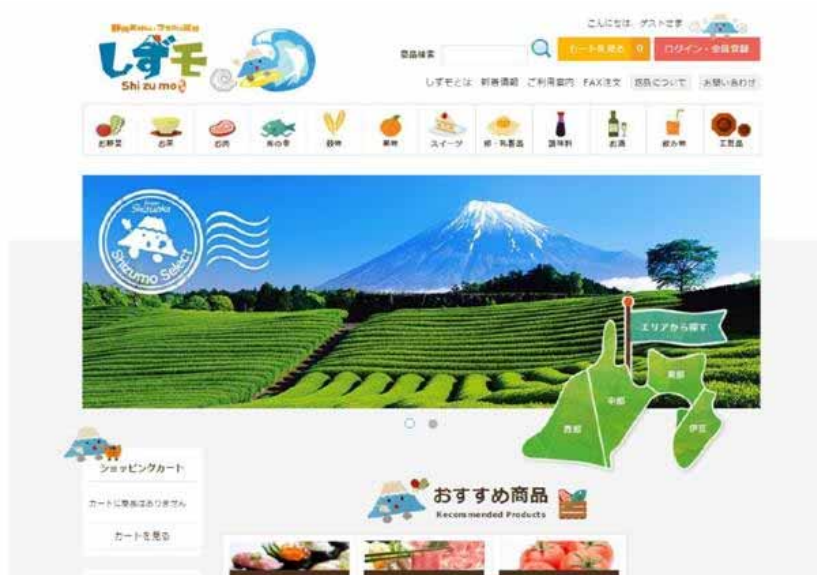 しずモ
Shizumo
こんにちは、ゲストさま
商品検索
カートを見る 0
ログイン・会員登録
しずモとは 新着情報 ご利用案内 FAX注文 送料について お問い合わせ
お野菜 お茶 お肉 海の幸 穀物 果物 スイーツ 卵・乳製品 調味料 お酒 飲み物 工芸品
from Shizuoka
Shizumo Select
エリアから探す
東部
中部
西部
伊豆
ショッピングカート
カートに商品はありません
カートを見る
おすすめ商品
Recommended Products